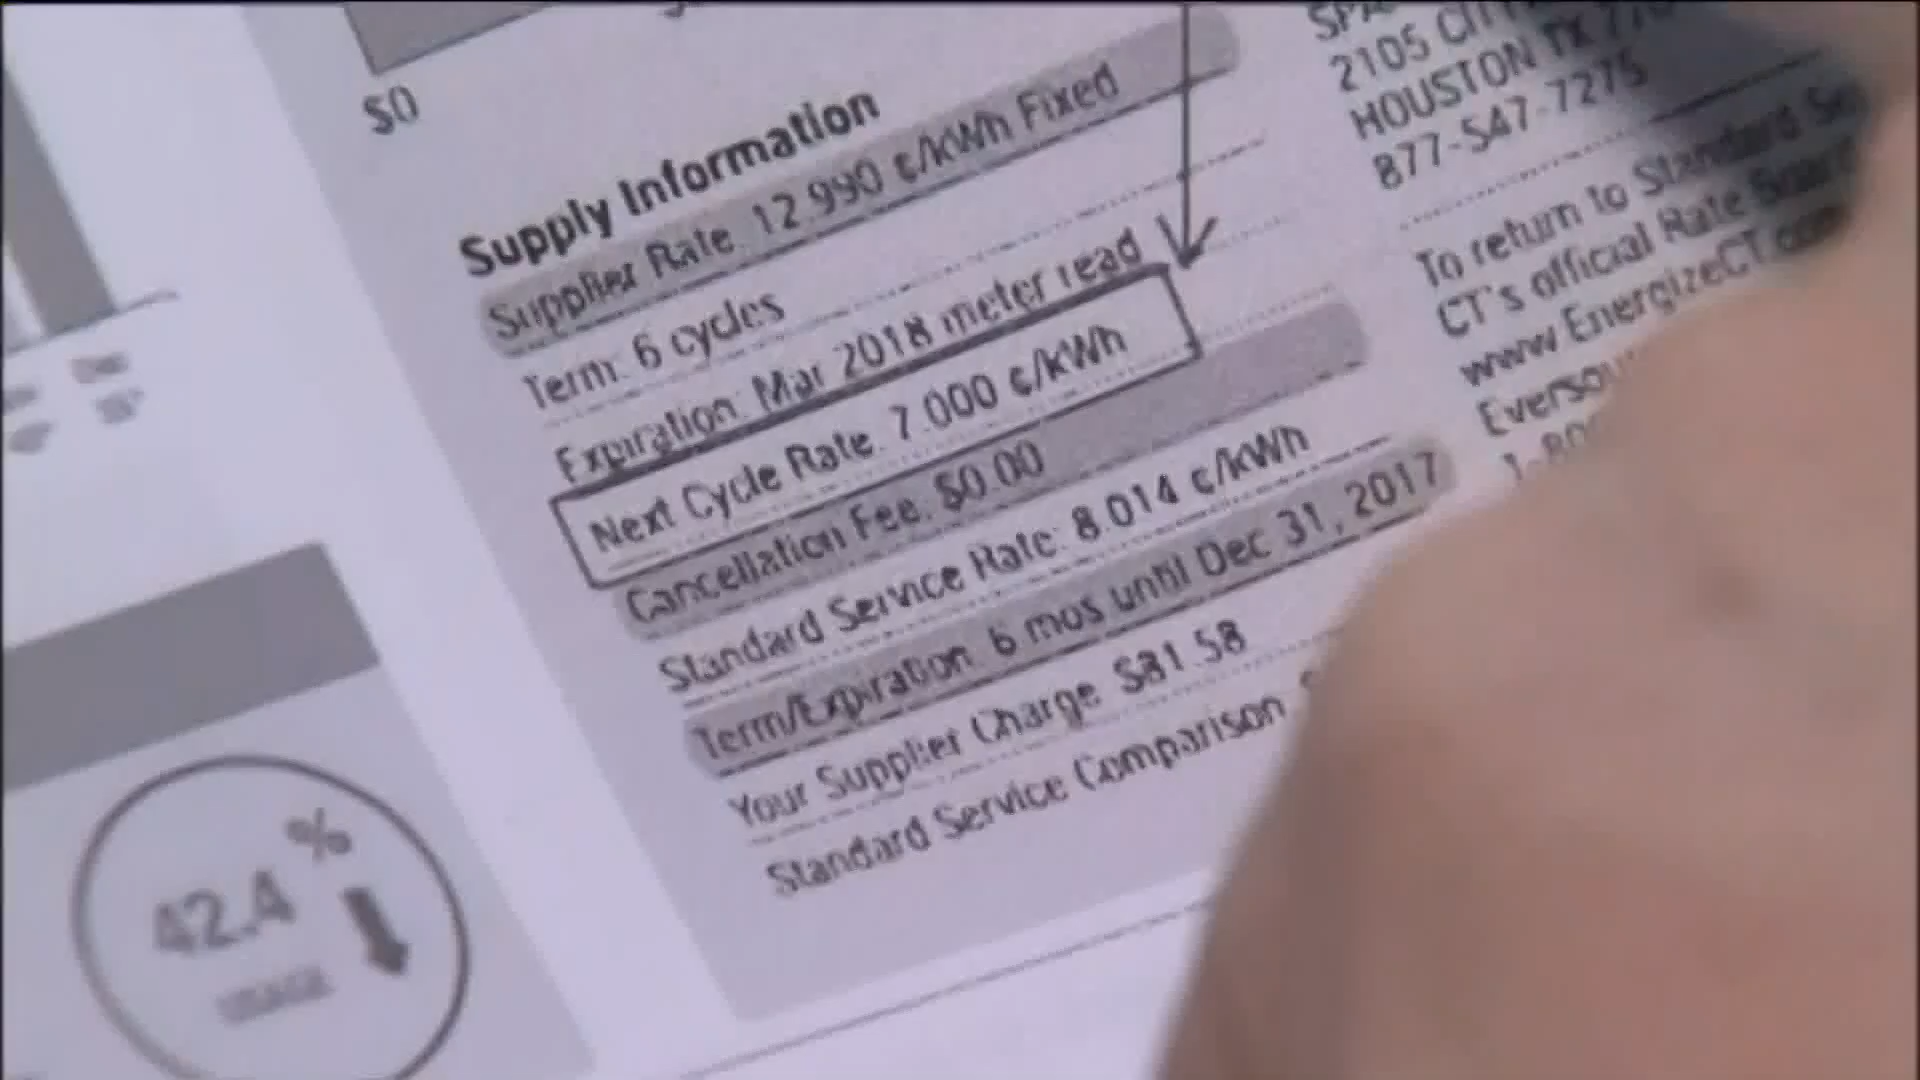 $0
Supply Information
Supplier Rate: 12.990 ¢/kWh Fixed
Term: 6 cycles
Expiration: Mar 2018 meter read
Next Cycle Rate: 7.000 ¢/kWh
Cancellation Fee: $0.00
Standard Service Rate: 8.014 ¢/kWh
Term/Expiration: 6 mos until Dec 31, 2017
Your Supplier Charge $81.58
Standard Service Comparison
2105
HOUSTON TX
877-547-7275
To return to Standard
CT's official Rate Board
www.EnergizeCT.com
42.4 %
USAGE